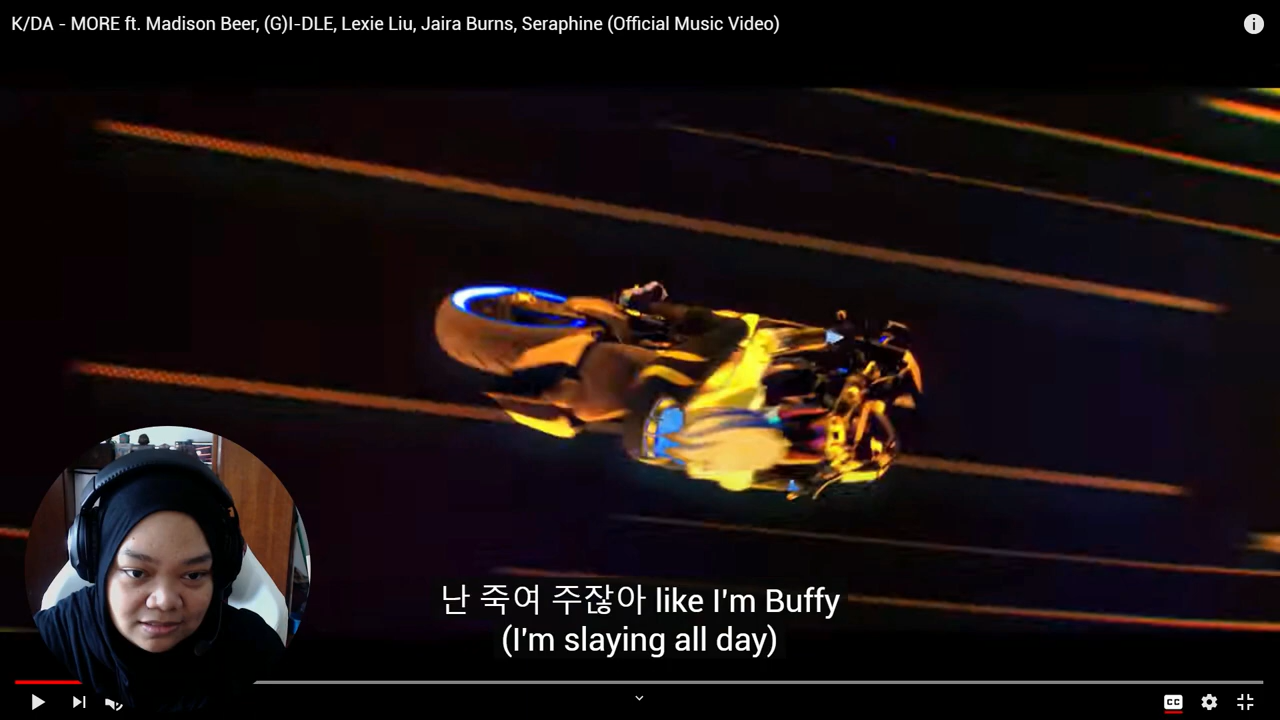 K/DA - MORE ft. Madison Beer, (G)I-DLE, Lexie Liu, Jaira Burns, Seraphine (Official Music Video)
난 죽여 주잖아 like I'm Buffy
(I'm slaying all day)
CC